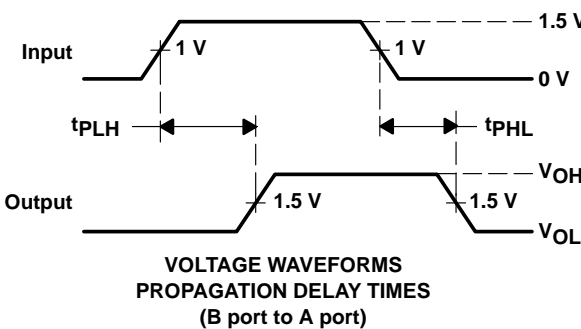 1.5 V
Input
1 V
1 V
0 V
tPLH
tPHL
VOH
Output
1.5 V
1.5 V
VOL
VOLTAGE WAVEFORMS
PROPAGATION DELAY TIMES
(B port to A port)